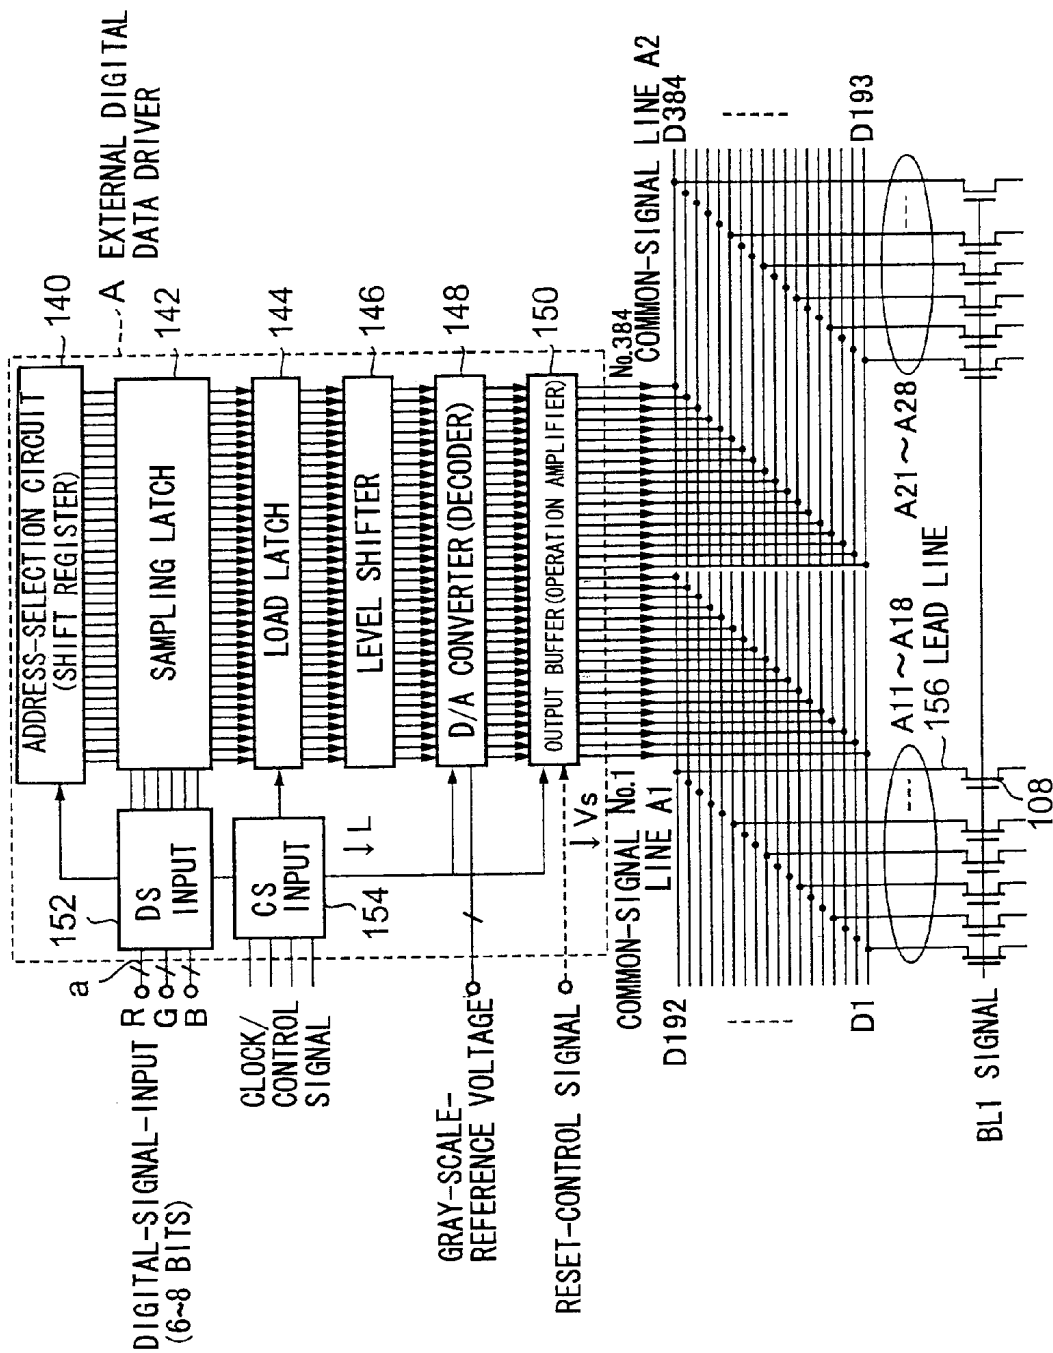 140
ADDRESS-SELECTION CIRCUIT
(SHIFT REGISTER)
A EXTERNAL DIGITAL
DATA DRIVER
142
SAMPLING LATCH
144
LOAD LATCH
146
LEVEL SHIFTER
148
D/A CONVERTER(DECODER)
150
OUTPUT BUFFER(OPERATION AMPLIFIER)
152
DS
INPUT
CS
INPUT
154
L
Vs
a
DIGITAL-SIGNAL-INPUT
(6~8 BITS)
R
G
B
CLOCK/
CONTROL
SIGNAL
GRAY-SCALE-
REFERENCE VOLTAGE
RESET-CONTROL SIGNAL
COMMON-SIGNAL
LINE A1
No.1
No.384
COMMON-SIGNAL LINE A2
D192
D1
D384
D193
A11~A18
156 LEAD LINE
A21~A28
108
BL1 SIGNAL